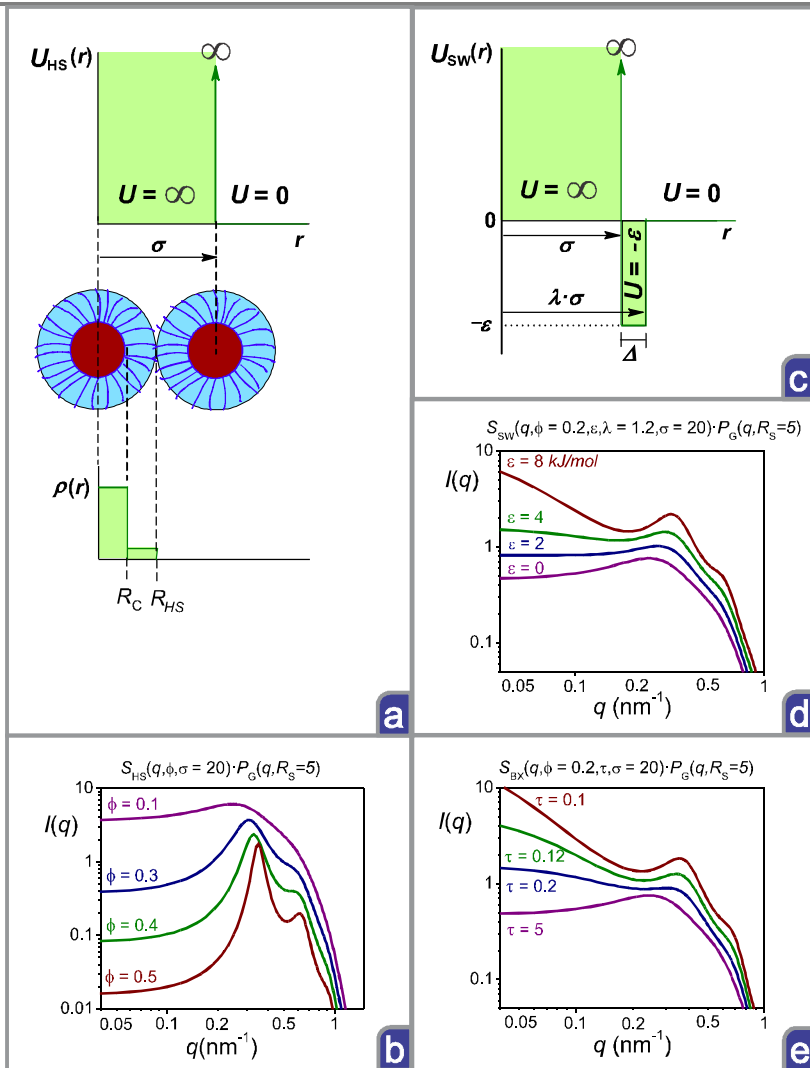 U_HS(r)
∞
U = ∞
U = 0
r
σ
ρ(r)
R_C
R_HS
a
U_SW(r)
∞
U = ∞
U = 0
0
r
σ
U = -ε
λ·σ
−ε
Δ
c
S_SW(q,ϕ = 0.2,ε,λ = 1.2,σ = 20)·P_G(q,R_S=5)
10
I(q)
ε = 8 kJ/mol
ε = 4
1
ε = 2
ε = 0
0.1
0.05
0.1
0.2
0.5
1
q (nm⁻¹)
d
S_HS(q,ϕ,σ = 20)·P_G(q,R_S=5)
10
I(q)
ϕ = 0.1
1
ϕ = 0.3
ϕ = 0.4
0.1
ϕ = 0.5
0.01
0.05
0.1
0.2
0.5
1
q(nm⁻¹)
b
S_BX(q,ϕ = 0.2,τ,σ = 20)·P_G(q,R_S=5)
10
I(q)
τ = 0.1
τ = 0.12
1
τ = 0.2
τ = 5
0.1
0.05
0.1
0.2
0.5
1
q (nm⁻¹)
e